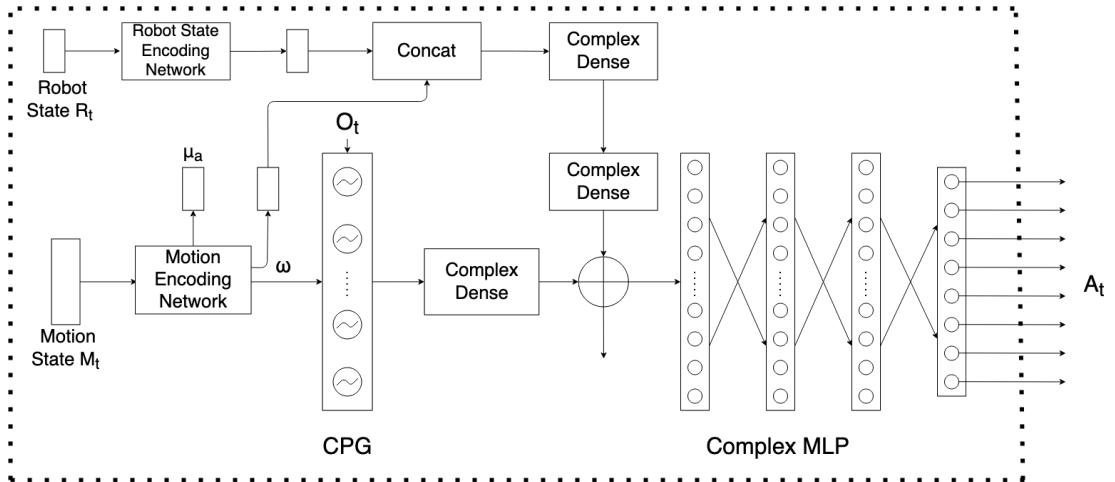 Robot State
Encoding
Network
Concat
Complex
Dense
Robot
State Rₜ
Oₜ
μₐ
Complex
Dense
Motion
Encoding
Network
ω
Complex
Dense
Aₜ
Motion
State Mₜ
CPG
Complex MLP